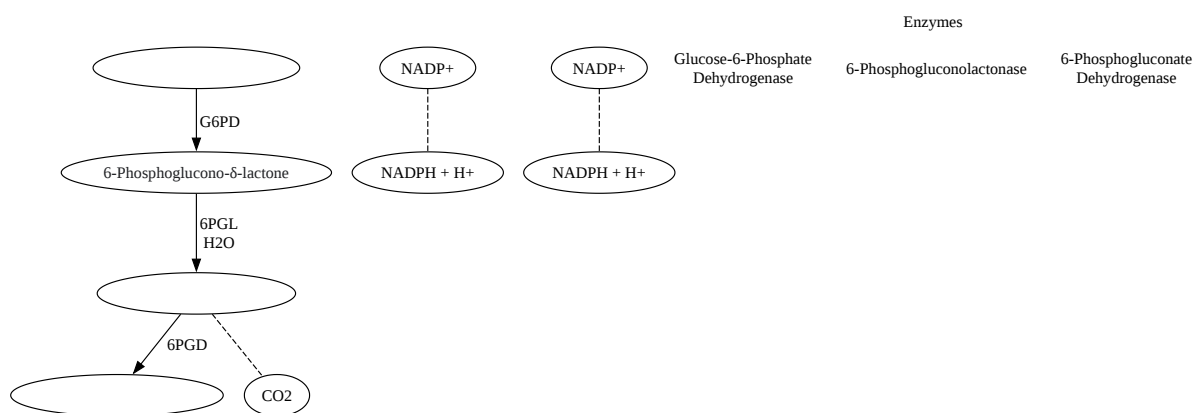 Enzymes
NADP+
NADP+
Glucose-6-Phosphate
Dehydrogenase
6-Phosphogluconolactonase
6-Phosphogluconate
Dehydrogenase
G6PD
6-Phosphoglucono-δ-lactone
NADPH + H+
NADPH + H+
6PGL
H2O
6PGD
CO2